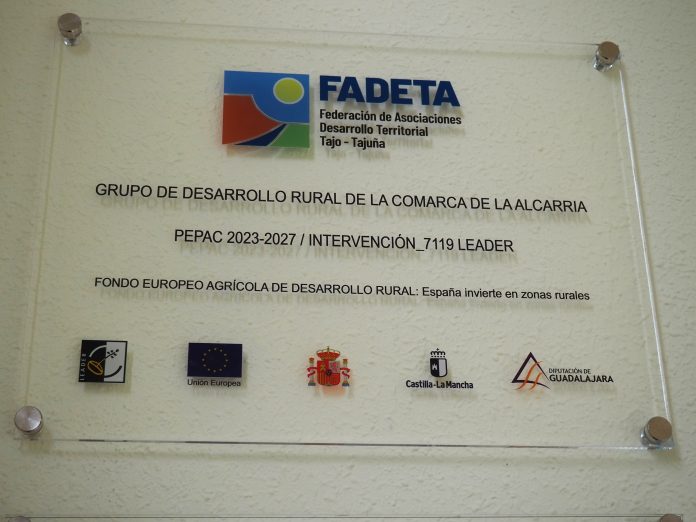 FADETA
Federación de Asociaciones
Desarrollo Territorial
Tajo - Tajuña
GRUPO DE DESARROLLO RURAL DE LA COMARCA DE LA ALCARRIA
PEPAC 2023-2027 / INTERVENCIÓN_7119 LEADER
FONDO EUROPEO AGRÍCOLA DE DESARROLLO RURAL: España invierte en zonas rurales
LEADER
Unión Europea
Castilla-La Mancha
DIPUTACIÓN DE
GUADALAJARA